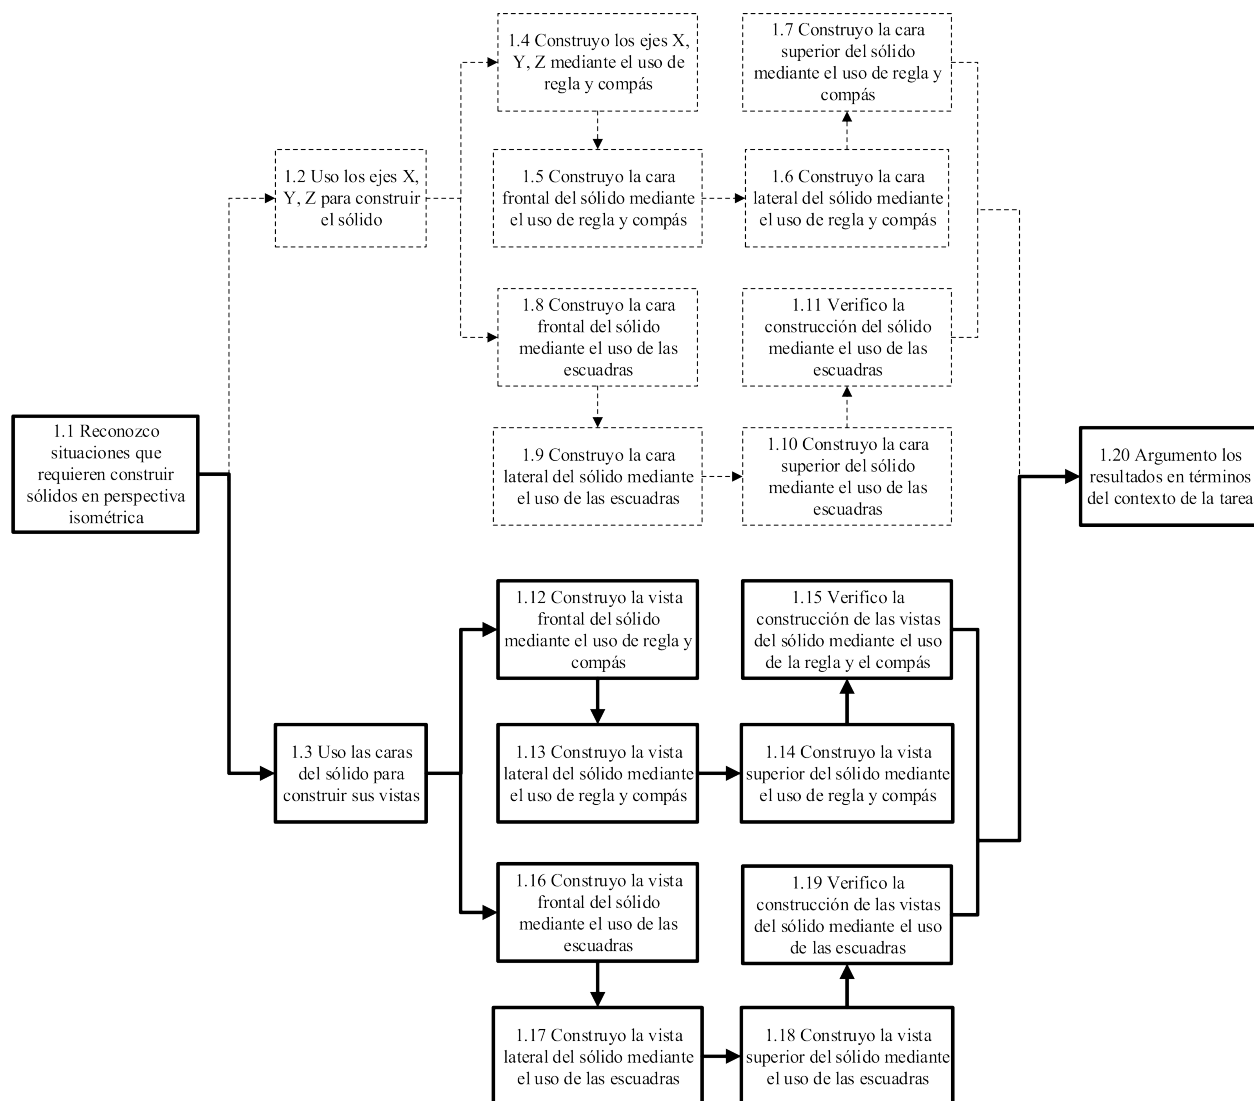 1.4 Construyo los ejes X,
Y, Z mediante el uso de
regla y compás
1.7 Construyo la cara
superior del sólido
mediante el uso de regla y
compás
1.2 Uso los ejes X,
Y, Z para construir
el sólido
1.5 Construyo la cara
frontal del sólido mediante
el uso de regla y compás
1.6 Construyo la cara
lateral del sólido mediante
el uso de regla y compás
1.8 Construyo la cara
frontal del sólido
mediante el uso de las
escuadras
1.11 Verifico la
construcción del sólido
mediante el uso de las
escuadras
1.1 Reconozco
situaciones que
requieren construir
sólidos en perspectiva
isométrica
1.9 Construyo la cara
lateral del sólido mediante
el uso de las escuadras
1.10 Construyo la cara
superior del sólido
mediante el uso de las
escuadras
1.20 Argumento los
resultados en términos
del contexto de la tarea
1.12 Construyo la vista
frontal del sólido
mediante el uso de regla y
compás
1.15 Verifico la
construcción de las vistas
del sólido mediante el uso
de la regla y el compás
1.3 Uso las caras
del sólido para
construir sus vistas
1.13 Construyo la vista
lateral del sólido mediante
el uso de regla y compás
1.14 Construyo la vista
superior del sólido mediante
el uso de regla y compás
1.16 Construyo la vista
frontal del sólido
mediante el uso de las
escuadras
1.19 Verifico la
construcción de las vistas
del sólido mediante el uso
de las escuadras
1.17 Construyo la vista
lateral del sólido mediante
el uso de las escuadras
1.18 Construyo la vista
superior del sólido mediante
el uso de las escuadras